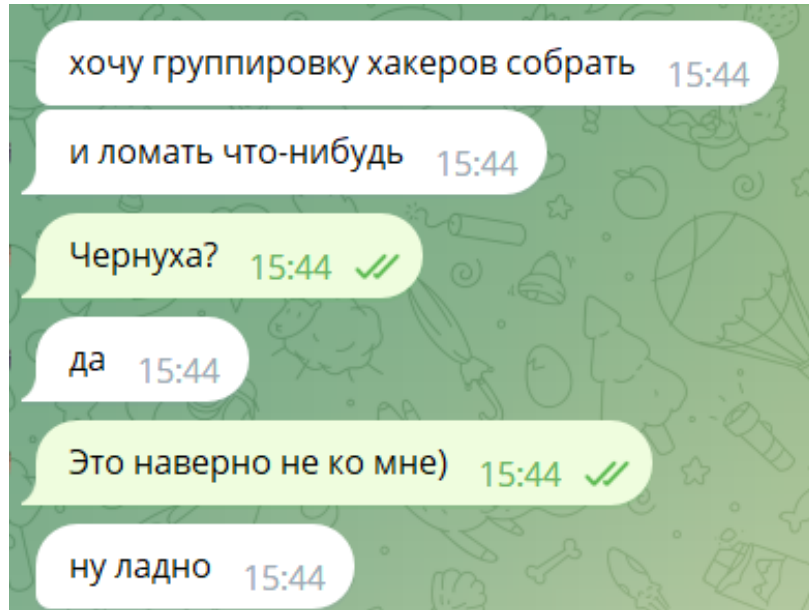 хочу группировку хакеров собрать 15:44
и ломать что-нибудь 15:44
Чернуха? 15:44
да 15:44
Это наверно не ко мне) 15:44
ну ладно 15:44